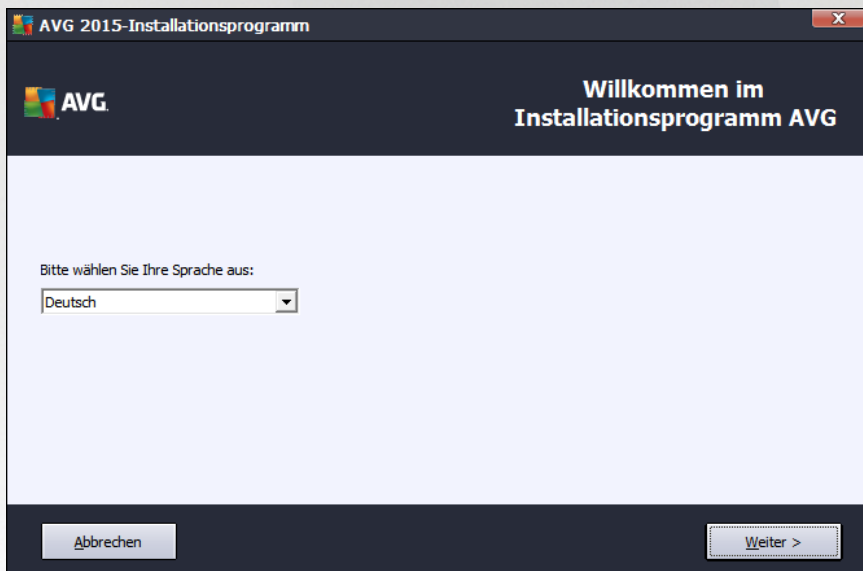 AVG 2015-Installationsprogramm
AVG.
Willkommen im
Installationsprogramm AVG
Bitte wählen Sie Ihre Sprache aus:
Deutsch
Abbrechen
Weiter >